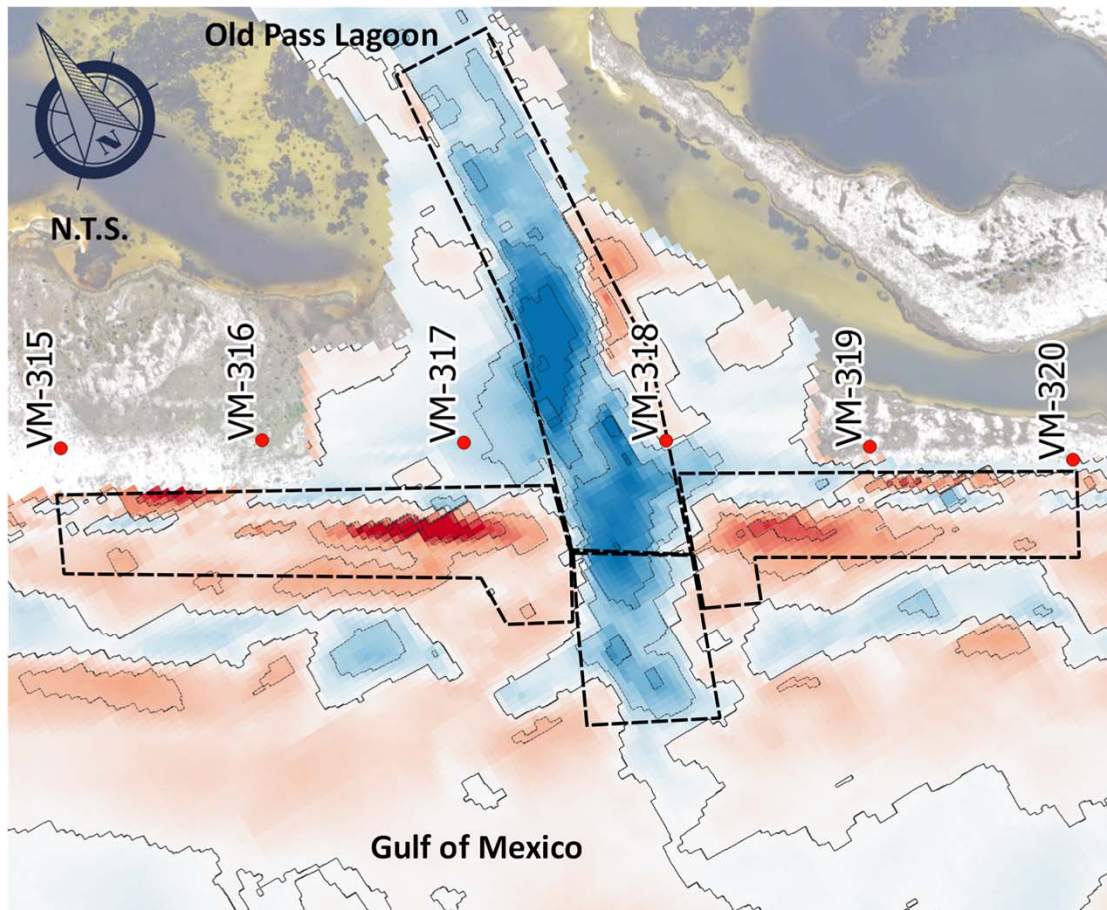 Old Pass Lagoon
N
N.T.S.
VM-315
VM-316
VM-317
VM-318
VM-319
VM-320
Gulf of Mexico